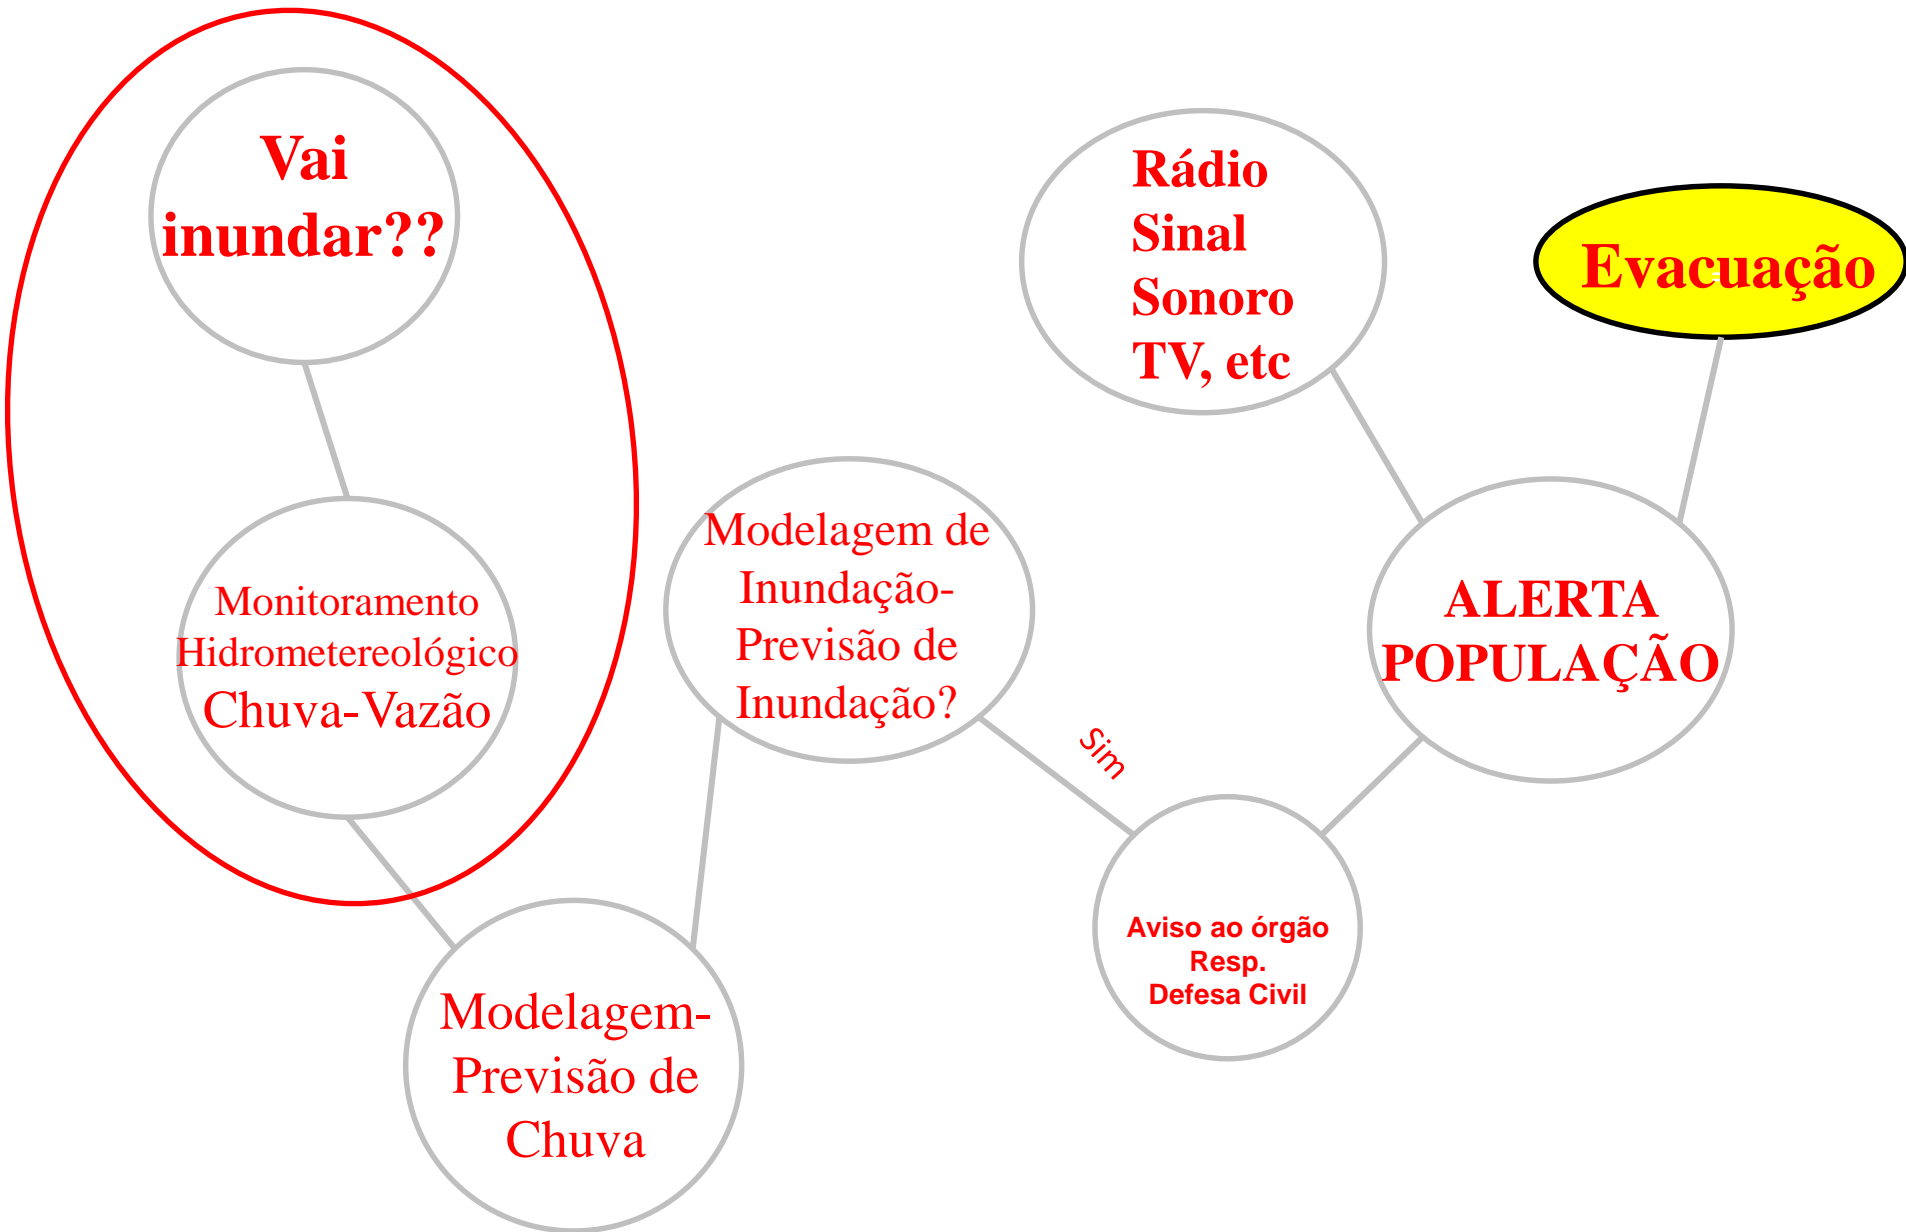 Vai
inundar??
Monitoramento
Hidrometereológico
Chuva-Vazão
Modelagem-
Previsão de
Chuva
Modelagem de
Inundação-
Previsão de
Inundação?
Sim
Aviso ao órgão
Resp.
Defesa Civil
ALERTA
POPULAÇÃO
Rádio
Sinal
Sonoro
TV, etc
Evacuação